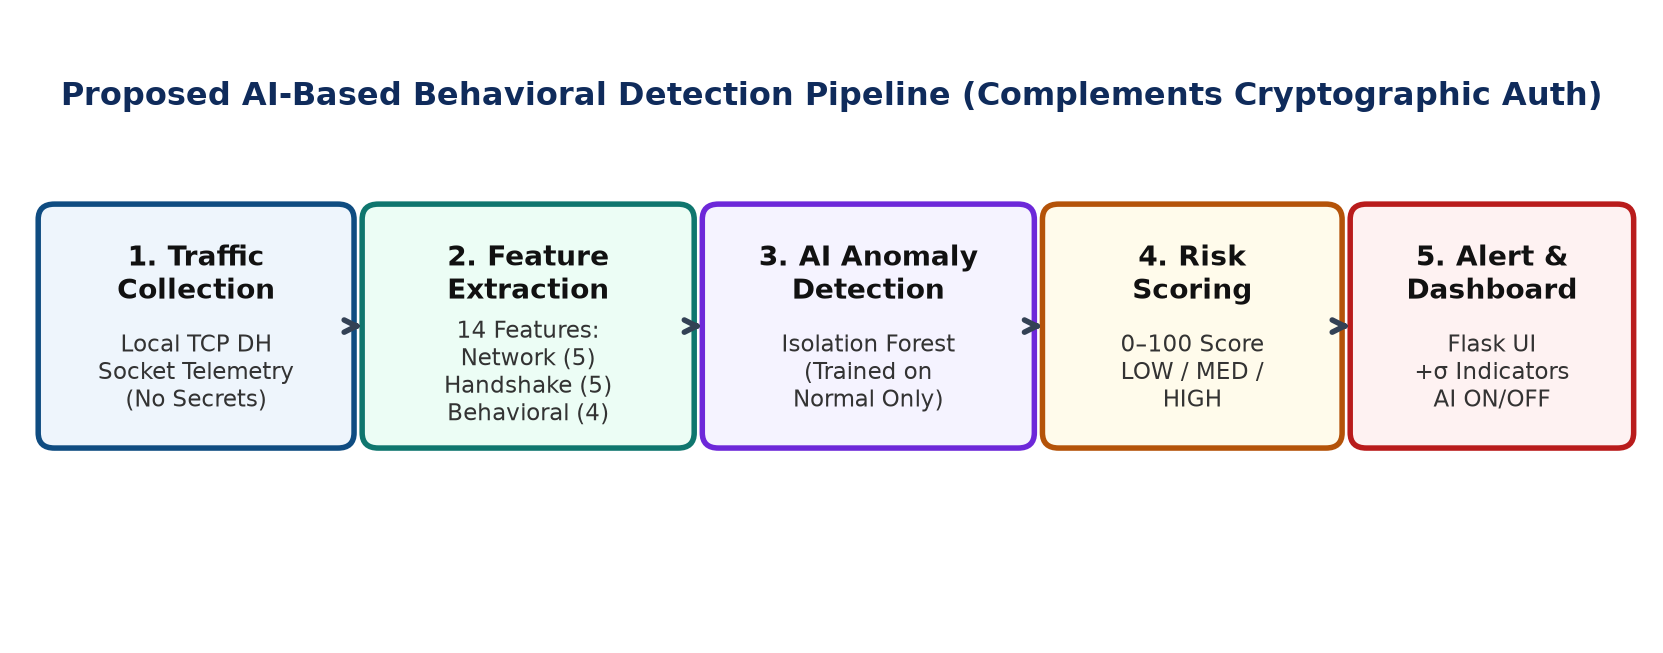 Proposed AI-Based Behavioral Detection Pipeline (Complements Cryptographic Auth)
1. Traffic
Collection
Local TCP DH
Socket Telemetry
(No Secrets)
2. Feature
Extraction
14 Features:
Network (5)
Handshake (5)
Behavioral (4)
3. AI Anomaly
Detection
Isolation Forest
(Trained on
Normal Only)
4. Risk
Scoring
0–100 Score
LOW / MED /
HIGH
5. Alert &
Dashboard
Flask UI
+σ Indicators
AI ON/OFF